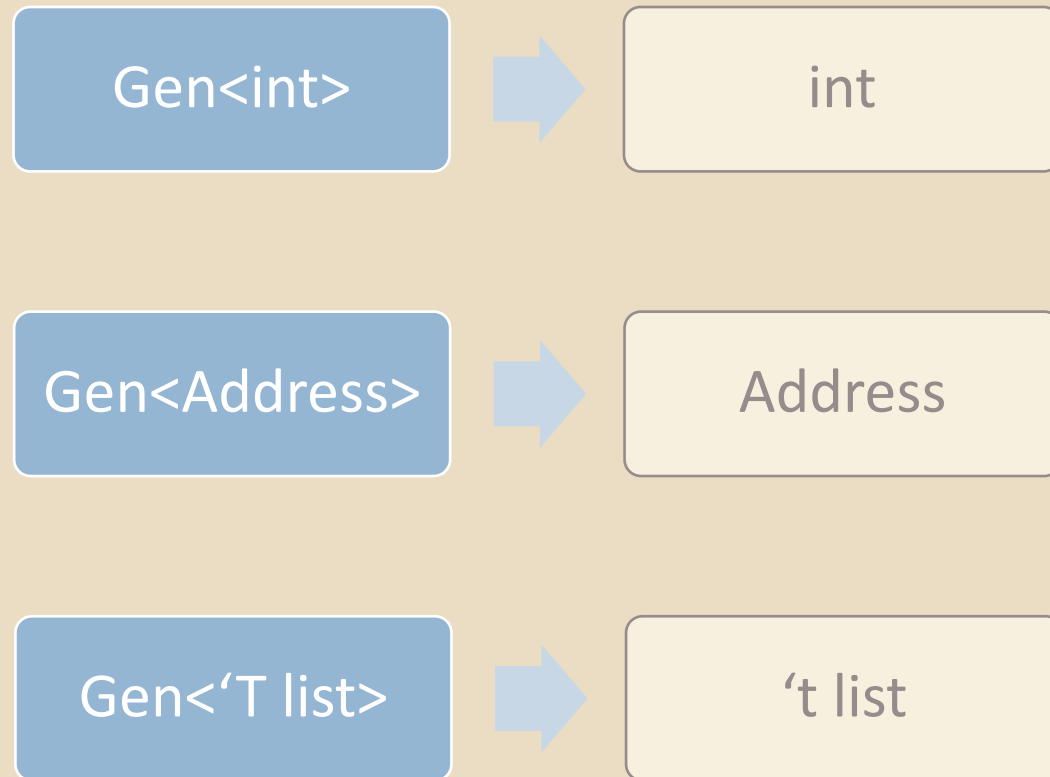 Gen<int>
int
Gen<Address>
Address
Gen<‘T list>
‘t list